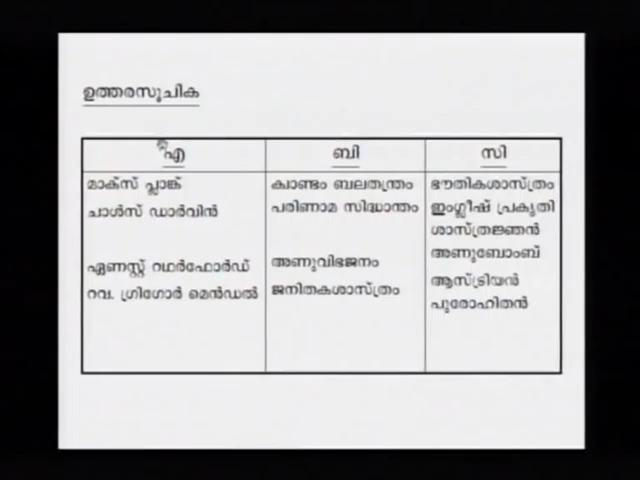 ഉത്തരസൂചിക
എ ബി സി
മാക്സ് പ്ലാങ്ക് ക്വാണ്ടം ബലതന്ത്രം ഭൗതികശാസ്ത്രം
ചാൾസ് ഡാർവിൻ പരിണാമ സിദ്ധാന്തം ഇംഗ്ലീഷ് പ്രകൃതി
ശാസ്ത്രജ്ഞൻ
ഏണസ്റ്റ് റഥർഫോർഡ് അണുവിഭജനം അണുബോംബ്
റവ. ഗ്രിഗോർ മെൻഡൽ ജനിതകശാസ്ത്രം ആസ്ട്രിയൻ
പുരോഹിതൻ